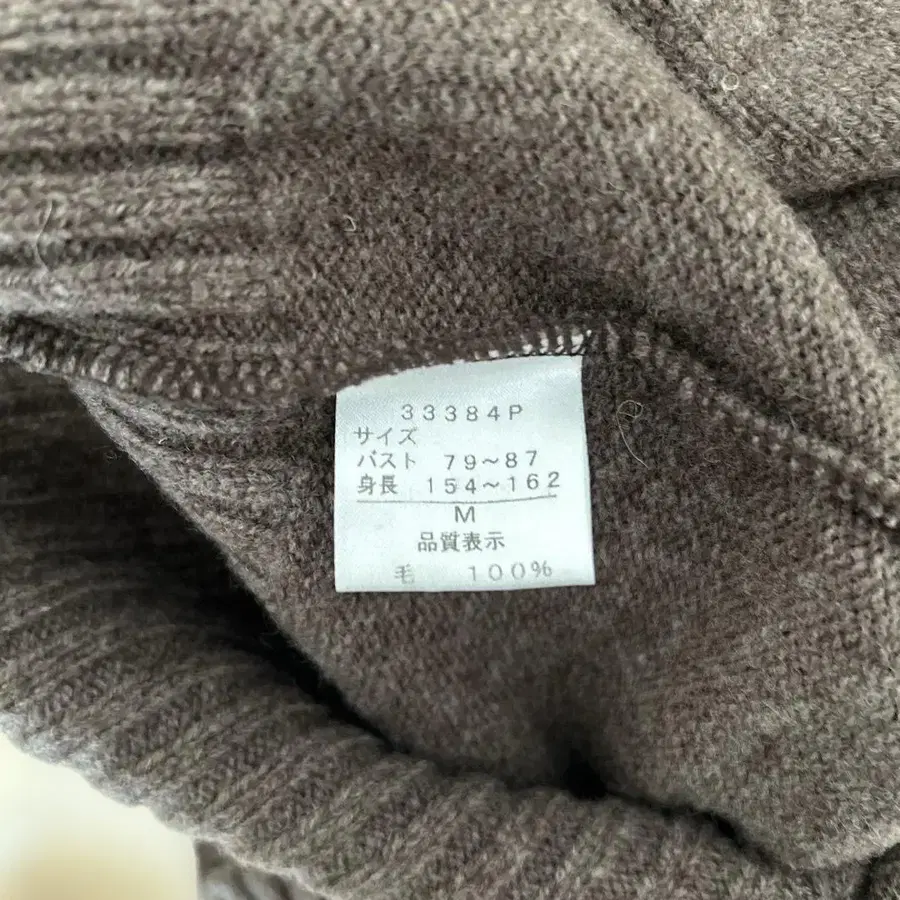 33384P
サイズ
バスト 79～87
身長 154～162
M
品質表示
毛 100%